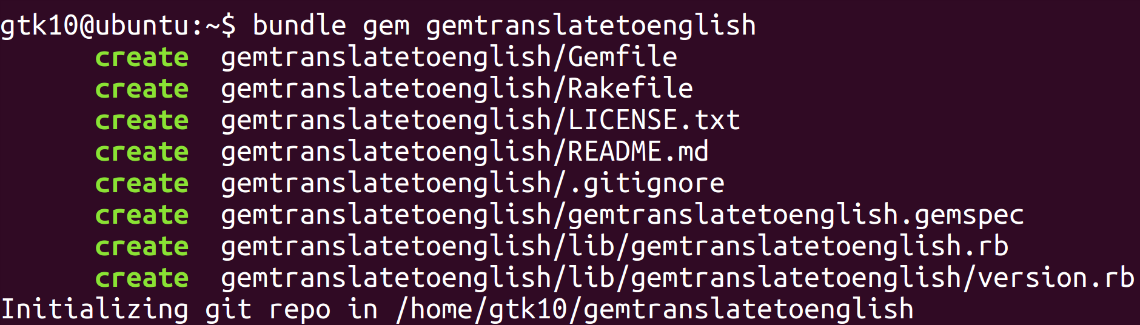 gtk10@ubuntu:~$ bundle gem gemtranslatetoenglish
create gemtranslatetoenglish/Gemfile
create gemtranslatetoenglish/Rakefile
create gemtranslatetoenglish/LICENSE.txt
create gemtranslatetoenglish/README.md
create gemtranslatetoenglish/.gitignore
create gemtranslatetoenglish/gemtranslatetoenglish.gemspec
create gemtranslatetoenglish/lib/gemtranslatetoenglish.rb
create gemtranslatetoenglish/lib/gemtranslatetoenglish/version.rb
Initializing git repo in /home/gtk10/gemtranslatetoenglish